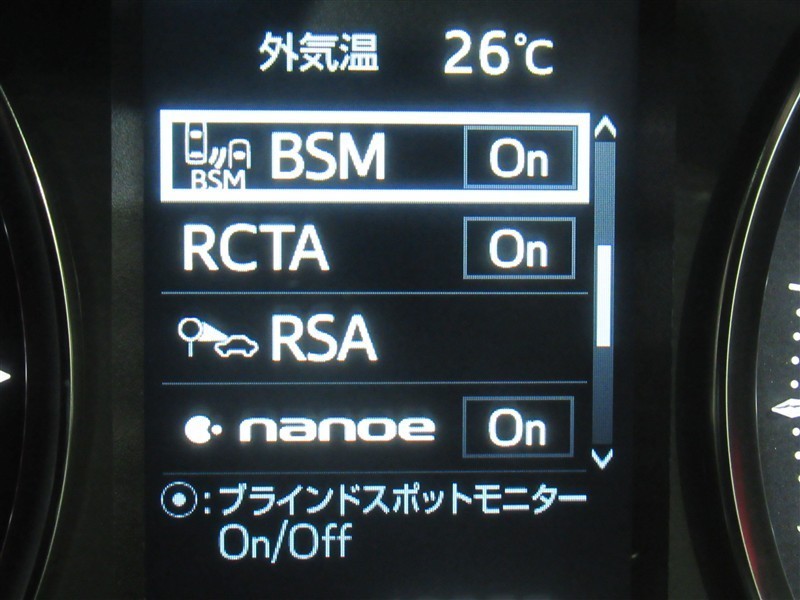 外気温 26℃
BSM BSM On
RCTA On
RSA
nanoe On
⦿:ブラインドスポットモニター
On/Off